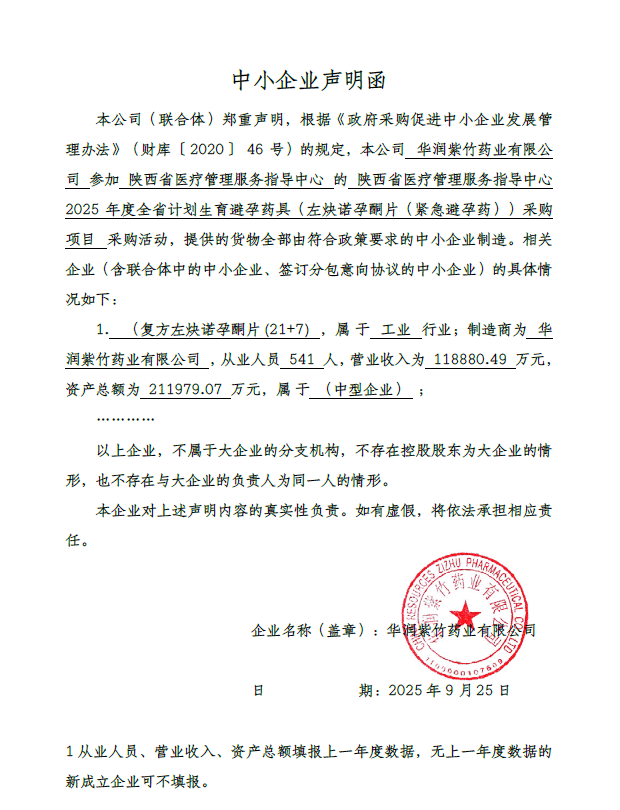 中小企业声明函
本公司（联合体）郑重声明，根据《政府采购促进中小企业发展管
理办法》（财库〔2020〕46 号）的规定，本公司 华润紫竹药业有限公
司 参加 陕西省医疗管理服务指导中心 的 陕西省医疗管理服务指导中心
2025 年度全省计划生育避孕药具（左炔诺孕酮片（紧急避孕药））采购
项目 采购活动，提供的货物全部由符合政策要求的中小企业制造。相关
企业（含联合体中的中小企业、签订分包意向协议的中小企业）的具体情
况如下：
1. （复方左炔诺孕酮片(21+7) ，属于 工业 行业；制造商为 华
润紫竹药业有限公司 ，从业人员 541 人，营业收入为 118880.49 万元，
资产总额为 211979.07 万元，属于 （中型企业） ；
…………
以上企业，不属于大企业的分支机构，不存在控股股东为大企业的情
形，也不存在与大企业的负责人为同一人的情形。
本企业对上述声明内容的真实性负责。如有虚假，将依法承担相应责
任。
CHINA RESOURCES ZIZHU PHARMACEUTICAL CO.,LTD
华润紫竹药业有限公司
企业名称（盖章）：华润紫竹药业有限公司
日 期：2025 年 9 月 25 日
1 从业人员、营业收入、资产总额填报上一年度数据，无上一年度数据的
新成立企业可不填报。